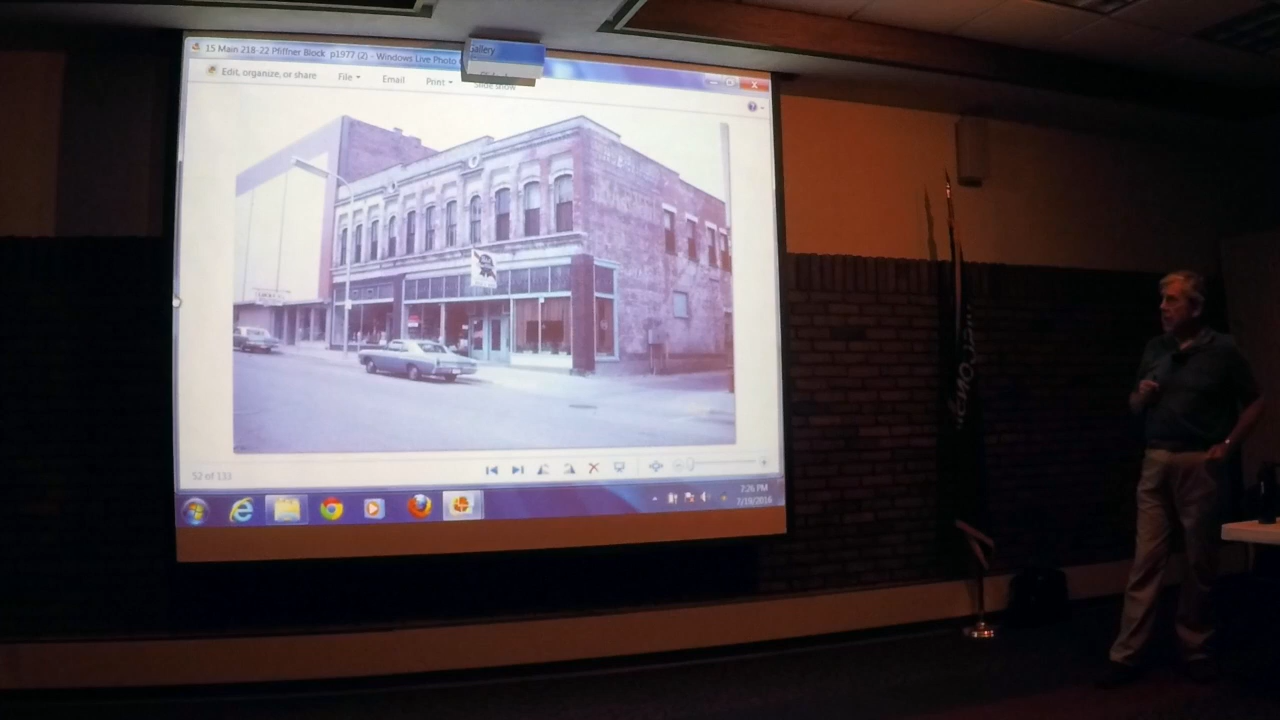 15 Main 218-22 Pfiffner Block p1977 (2) - Windows Live Photo
Gallery
Edit, organize, or share File Email Print Slide show
52 of 131
7:26 PM
7/19/2016